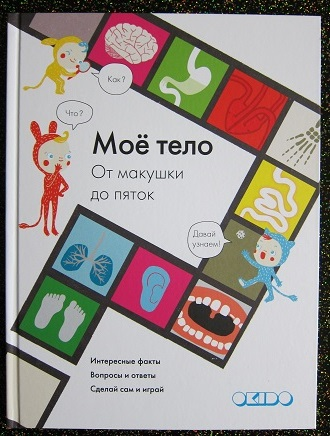 Как?
Что?
Моё тело
От макушки
до пяток
Давай
узнаем!
Интересные факты
Вопросы и ответы
Сделай сам и играй
OKIDO